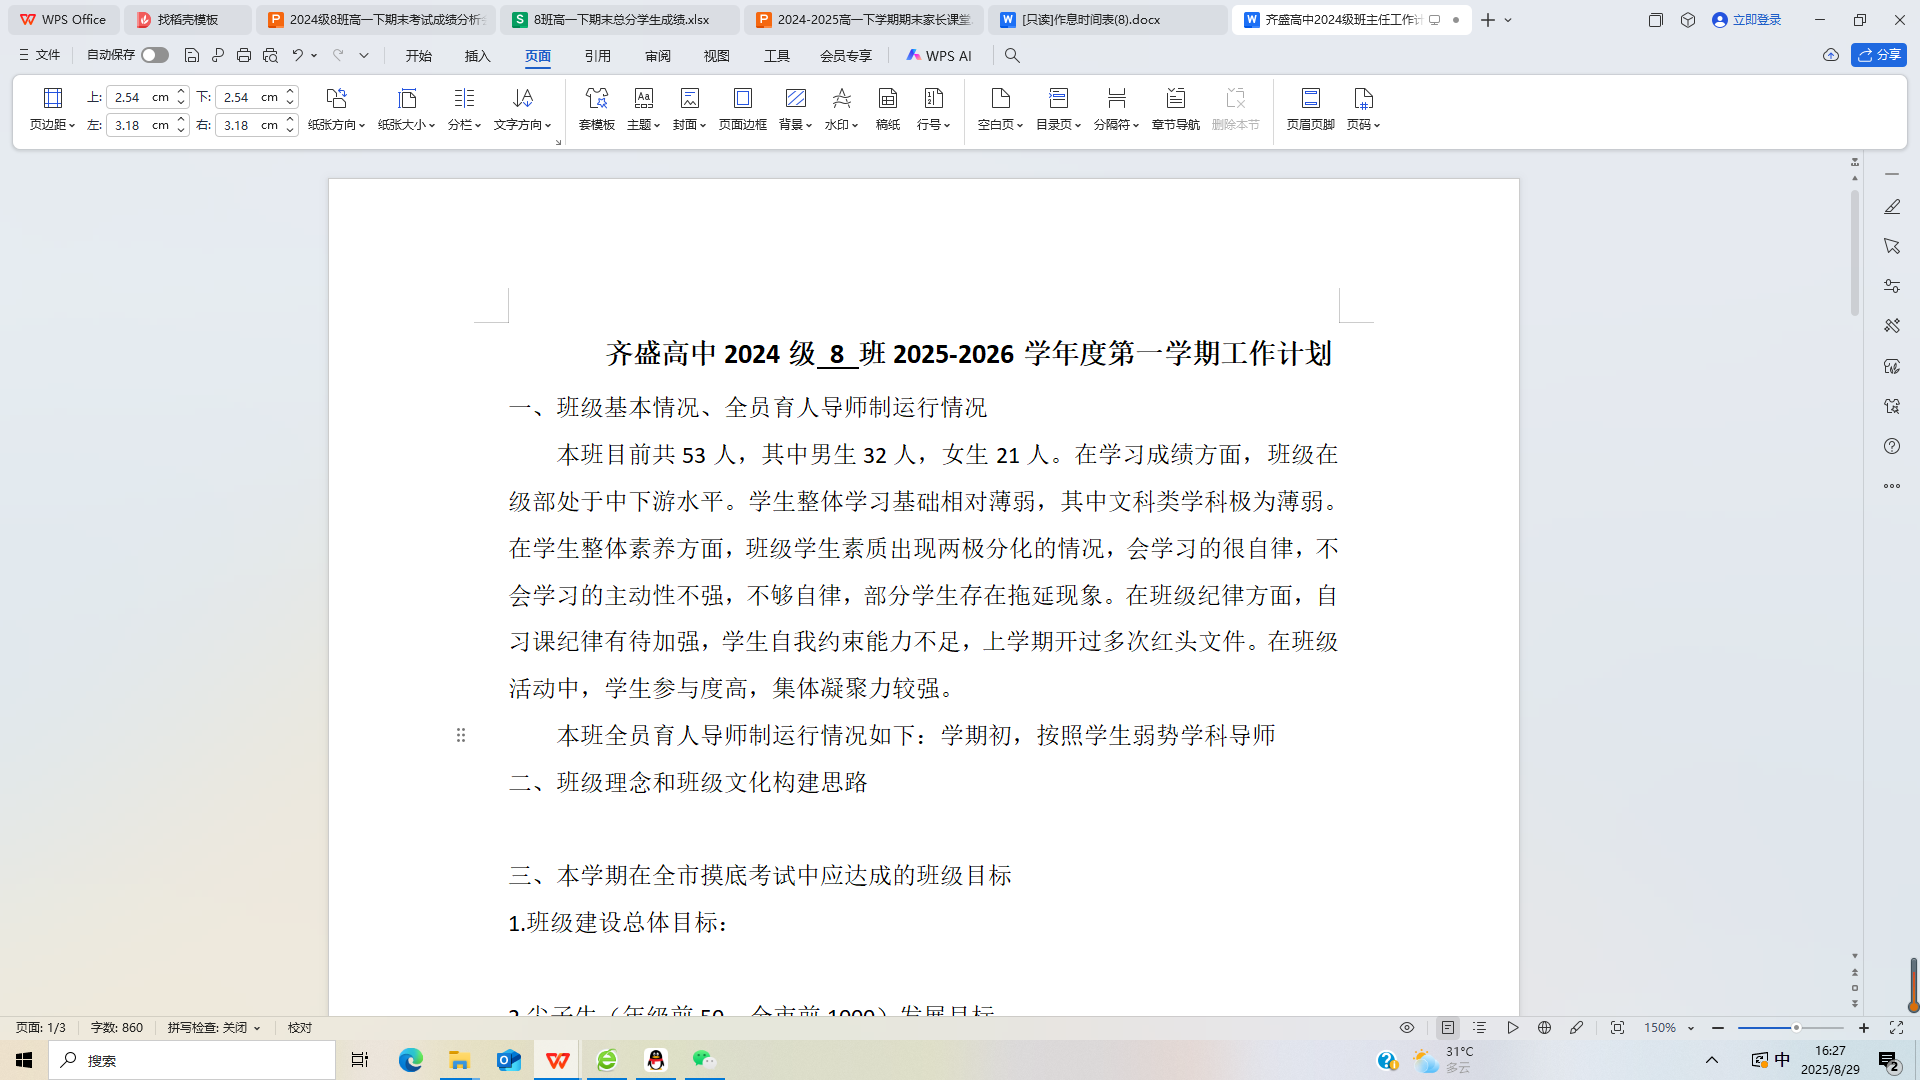 WPS Office
找稻壳模板
2024级8班高一下期末考试成绩分析会
8班高一下期末总分学生成绩.xlsx
2024-2025高一下学期期末家长课堂
[只读]作息时间表(8).docx
齐盛高中2024级班主任工作计
立即登录
文件
自动保存
开始
插入
页面
引用
审阅
视图
工具
会员专享
WPS AI
分享
页边距
上: 2.54 cm
下: 2.54 cm
左: 3.18 cm
右: 3.18 cm
纸张方向
纸张大小
分栏
文字方向
套模板
主题
封面
页面边框
背景
水印
稿纸
行号
空白页
目录页
分隔符
章节导航
删除本节
页眉页脚
页码
齐盛高中 2024 级 8 班 2025-2026 学年度第一学期工作计划
一、班级基本情况、全员育人导师制运行情况
本班目前共 53 人，其中男生 32 人，女生 21 人。在学习成绩方面，班级在
级部处于中下游水平。学生整体学习基础相对薄弱，其中文科类学科极为薄弱。
在学生整体素养方面，班级学生素质出现两极分化的情况，会学习的很自律，不
会学习的主动性不强，不够自律，部分学生存在拖延现象。在班级纪律方面，自
习课纪律有待加强，学生自我约束能力不足，上学期开过多次红头文件。在班级
活动中，学生参与度高，集体凝聚力较强。
本班全员育人导师制运行情况如下：学期初，按照学生弱势学科导师
二、班级理念和班级文化构建思路
三、本学期在全市摸底考试中应达成的班级目标
1.班级建设总体目标：
2.尖子生（年级前 50、全市前 1000）发展目标
页面: 1/3
字数: 860
拼写检查: 关闭
校对
150%
搜索
31°C
多云
中
16:27
2025/8/29
2